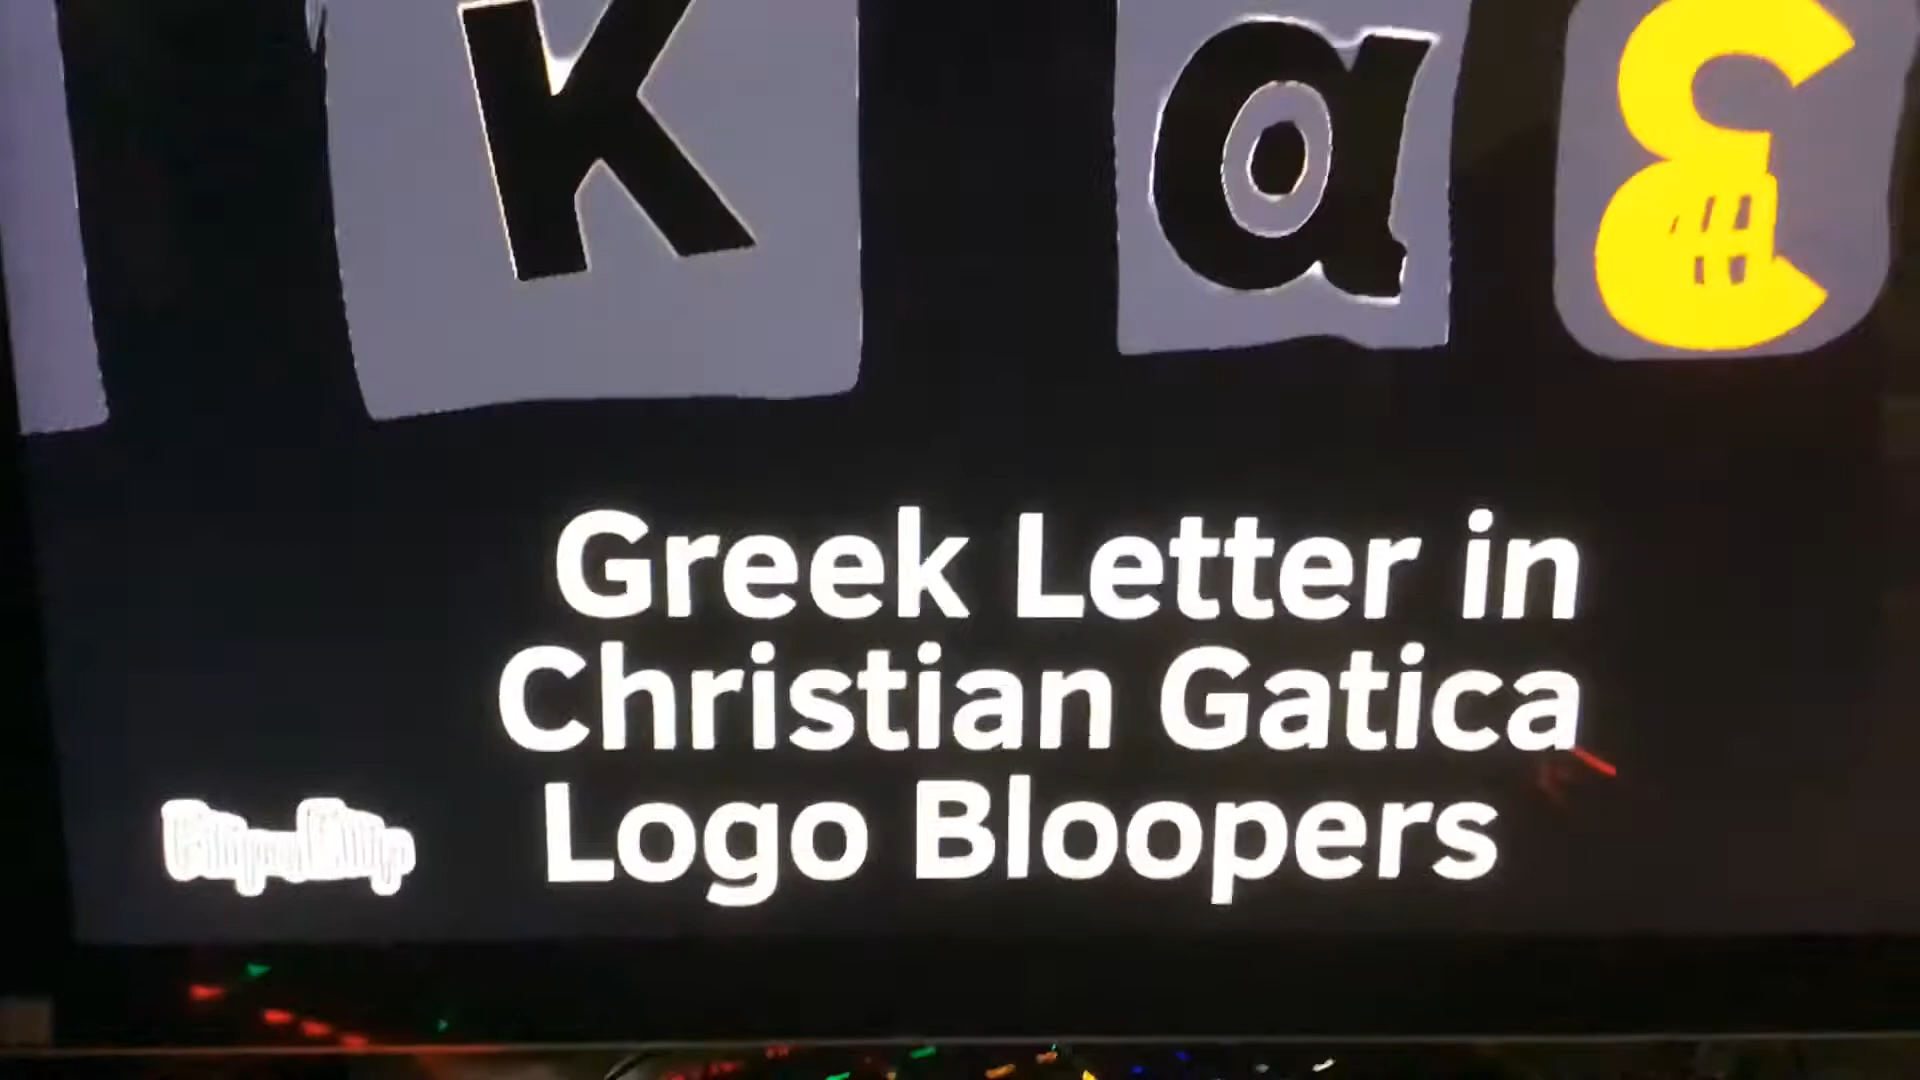 K α ε
Greek Letter in
Christian Gatica
Logo Bloopers